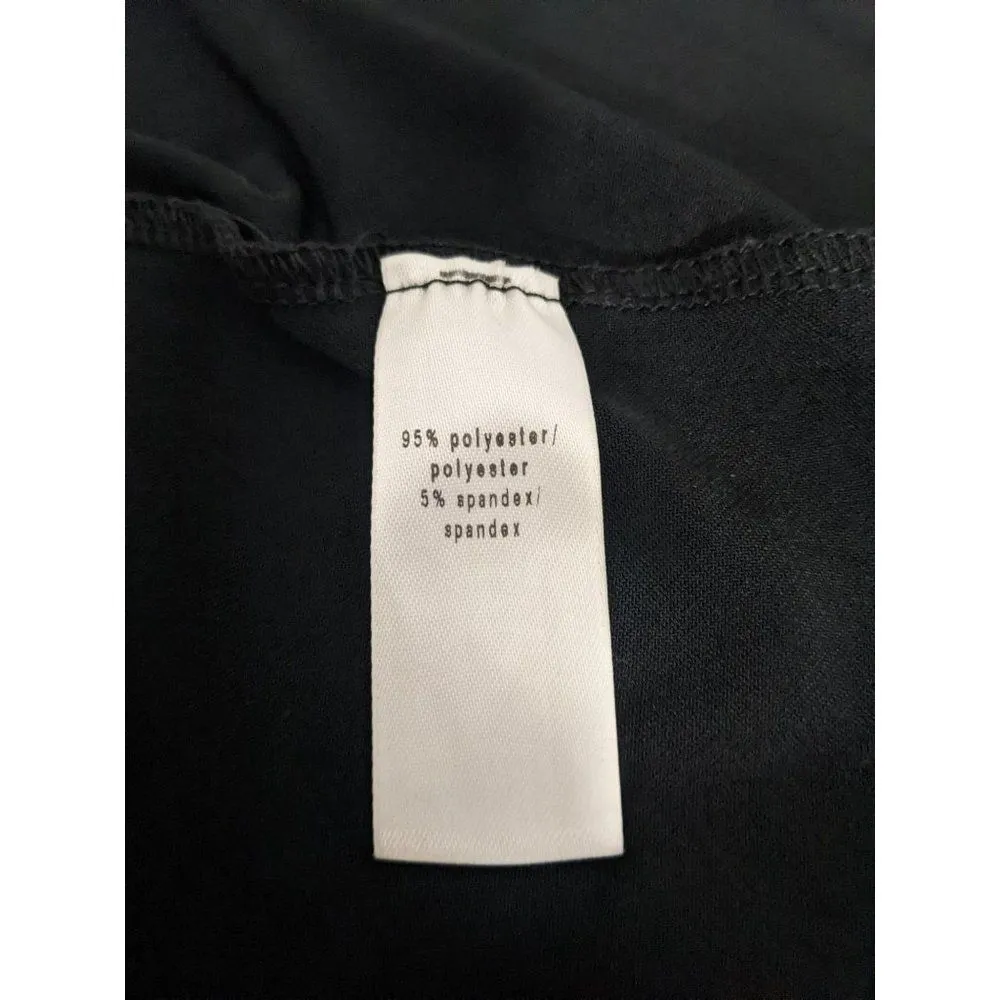 95% polyester/
polyester
5% spandex/
spandex